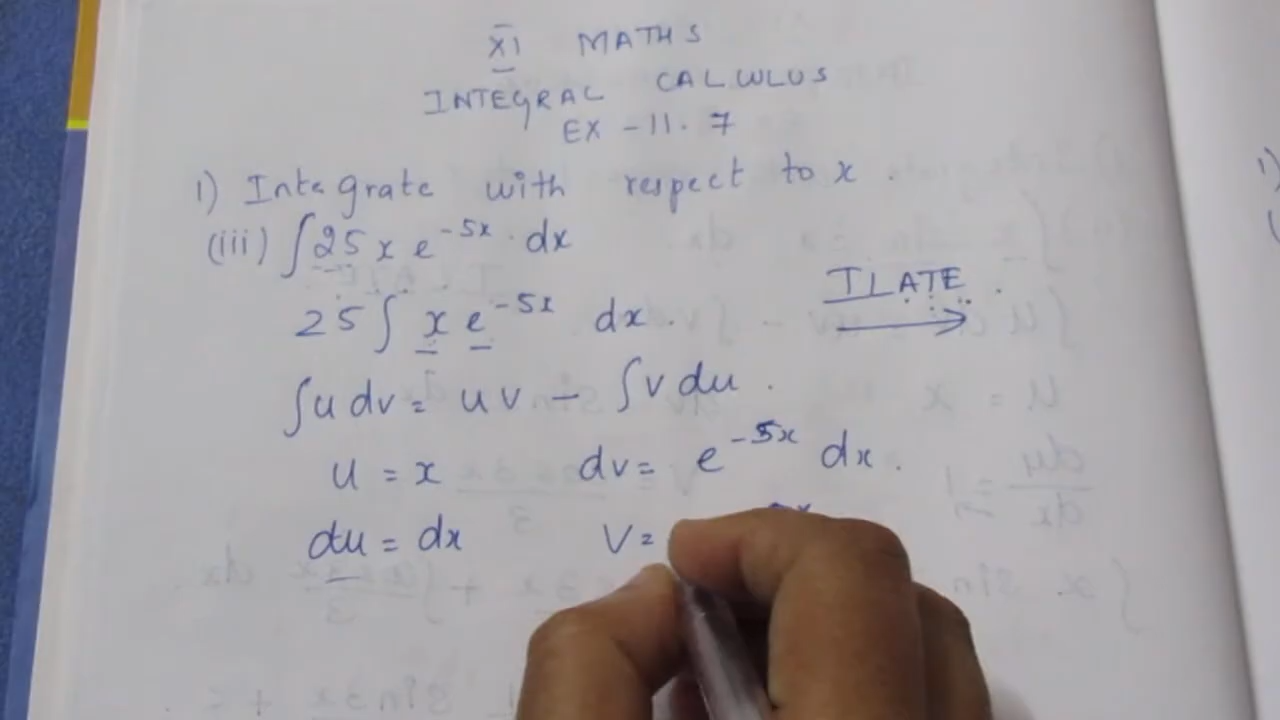 XI MATHS
INTEGRAL CALCULUS
EX - 11.7
1) Integrate with respect to x.
(iii) ∫25 x e^-5x . dx
25 ∫ x e^-5x dx.
ILATE
∫u dv = uv - ∫v du.
u = x dv = e^-5x dx.
du = dx v =